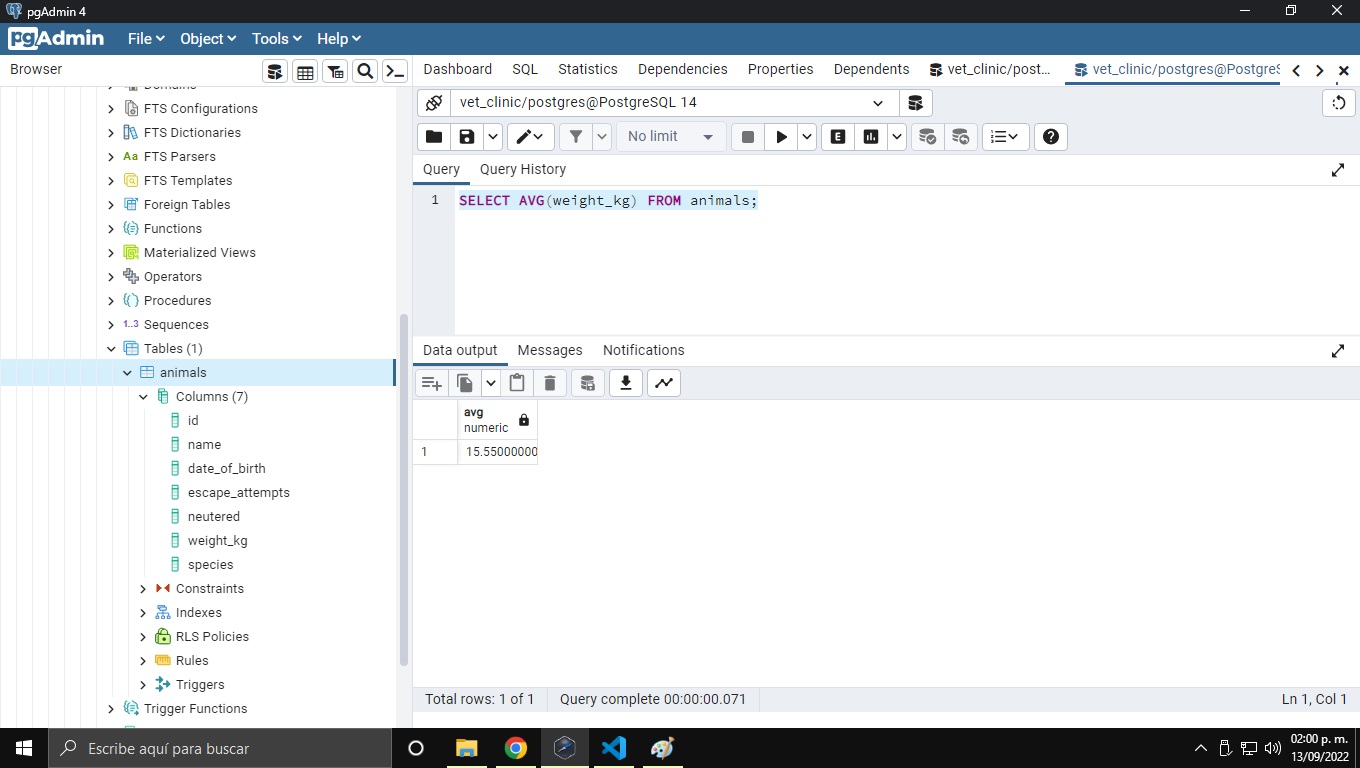 pgAdmin 4
pgAdmin File Object Tools Help
Browser
Dashboard SQL Statistics Dependencies Properties Dependents vet_clinic/post... vet_clinic/postgres@PostgreS
Domains
FTS Configurations
FTS Dictionaries
Aa FTS Parsers
FTS Templates
Foreign Tables
Functions
Materialized Views
Operators
Procedures
1..3 Sequences
Tables (1)
animals
Columns (7)
id
name
date_of_birth
escape_attempts
neutered
weight_kg
species
Constraints
Indexes
RLS Policies
Rules
Triggers
Trigger Functions
vet_clinic/postgres@PostgreSQL 14
No limit E
Query Query History
1 SELECT AVG(weight_kg) FROM animals;
Data output Messages Notifications
avg
numeric
1 15.55000000
Total rows: 1 of 1 Query complete 00:00:00.071 Ln 1, Col 1
Escribe aquí para buscar
02:00 p. m.
13/09/2022